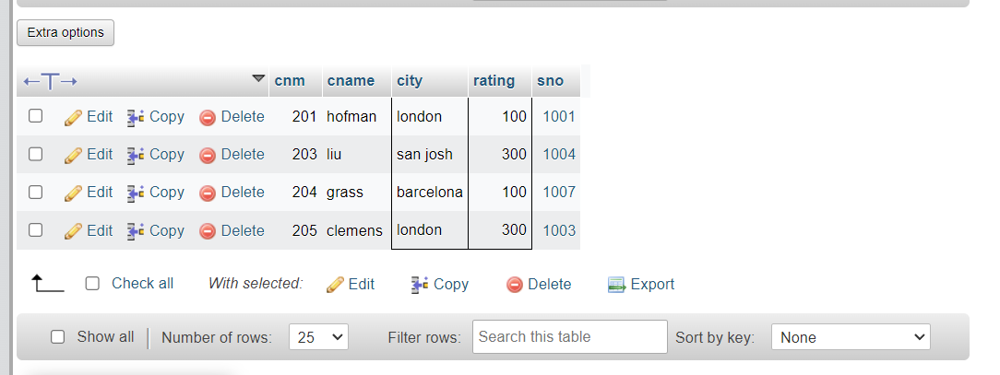 Extra options
cnm cname city rating sno
Edit Copy Delete 201 hofman london 100 1001
Edit Copy Delete 203 liu san josh 300 1004
Edit Copy Delete 204 grass barcelona 100 1007
Edit Copy Delete 205 clemens london 300 1003
Check all With selected: Edit Copy Delete Export
Show all Number of rows: 25 Filter rows: Search this table Sort by key: None